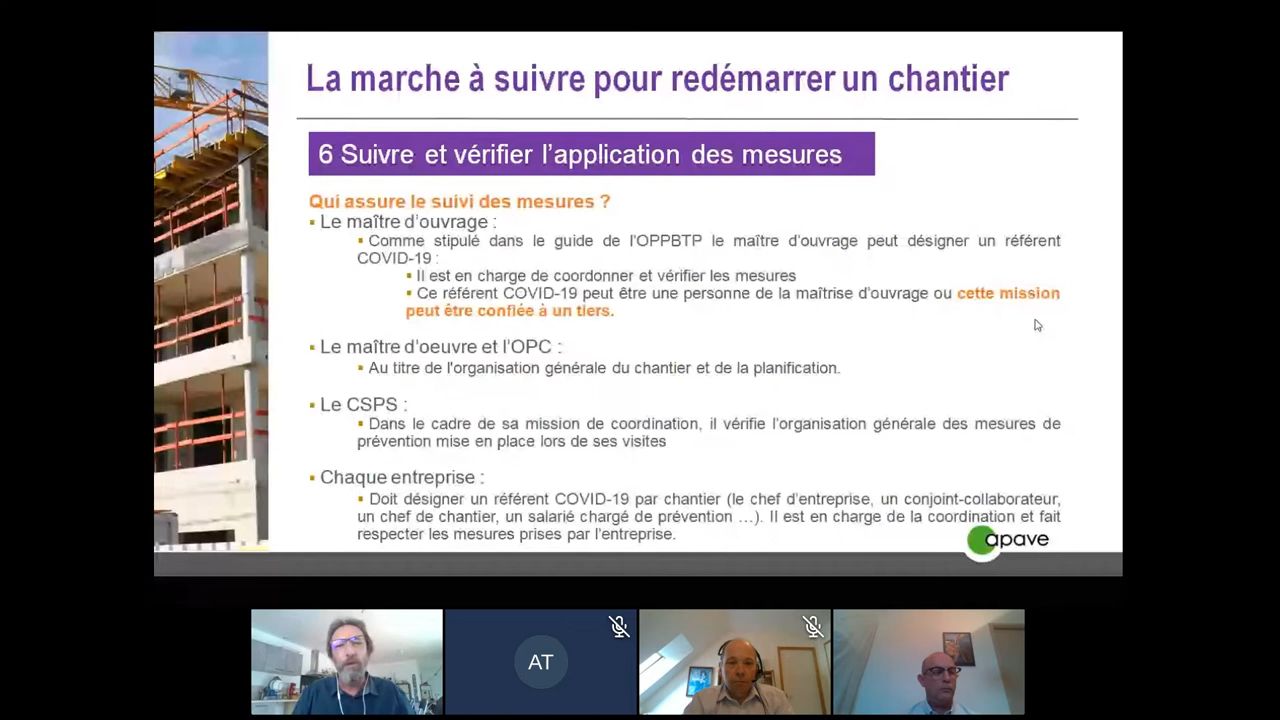 La marche à suivre pour redémarrer un chantier
6 Suivre et vérifier l’application des mesures
Qui assure le suivi des mesures ?
▪ Le maître d’ouvrage :
▪ Comme stipulé dans le guide de l’OPPBTP le maître d’ouvrage peut désigner un référent
COVID-19 :
▪ Il est en charge de coordonner et vérifier les mesures
▪ Ce référent COVID-19 peut être une personne de la maîtrise d’ouvrage ou cette mission
peut être confiée à un tiers.
▪ Le maître d’oeuvre et l’OPC :
▪ Au titre de l'organisation générale du chantier et de la planification.
▪ Le CSPS :
▪ Dans le cadre de sa mission de coordination, il vérifie l’organisation générale des mesures de
prévention mise en place lors de ses visites
▪ Chaque entreprise :
▪ Doit désigner un référent COVID-19 par chantier (le chef d’entreprise, un conjoint-collaborateur,
un chef de chantier, un salarié chargé de prévention …). Il est en charge de la coordination et fait
respecter les mesures prises par l’entreprise.
apave
AT